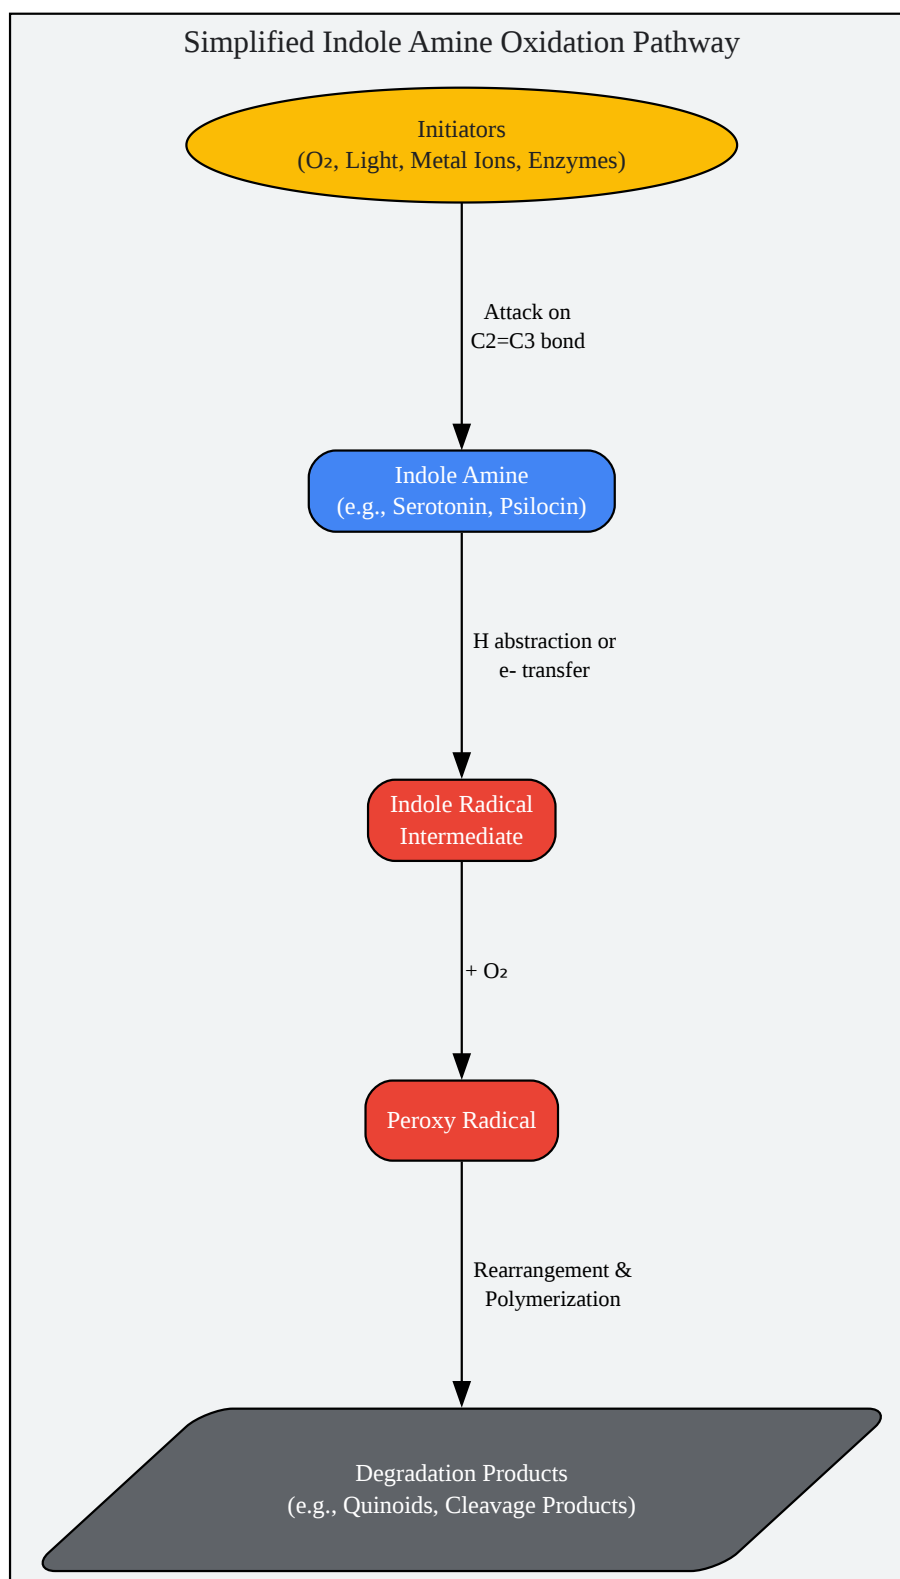 Simplified Indole Amine Oxidation Pathway
Initiators
(O₂, Light, Metal Ions, Enzymes)
Attack on
C2=C3 bond
Indole Amine
(e.g., Serotonin, Psilocin)
H abstraction or
e- transfer
Indole Radical
Intermediate
+ O₂
Peroxy Radical
Rearrangement &
Polymerization
Degradation Products
(e.g., Quinoids, Cleavage Products)